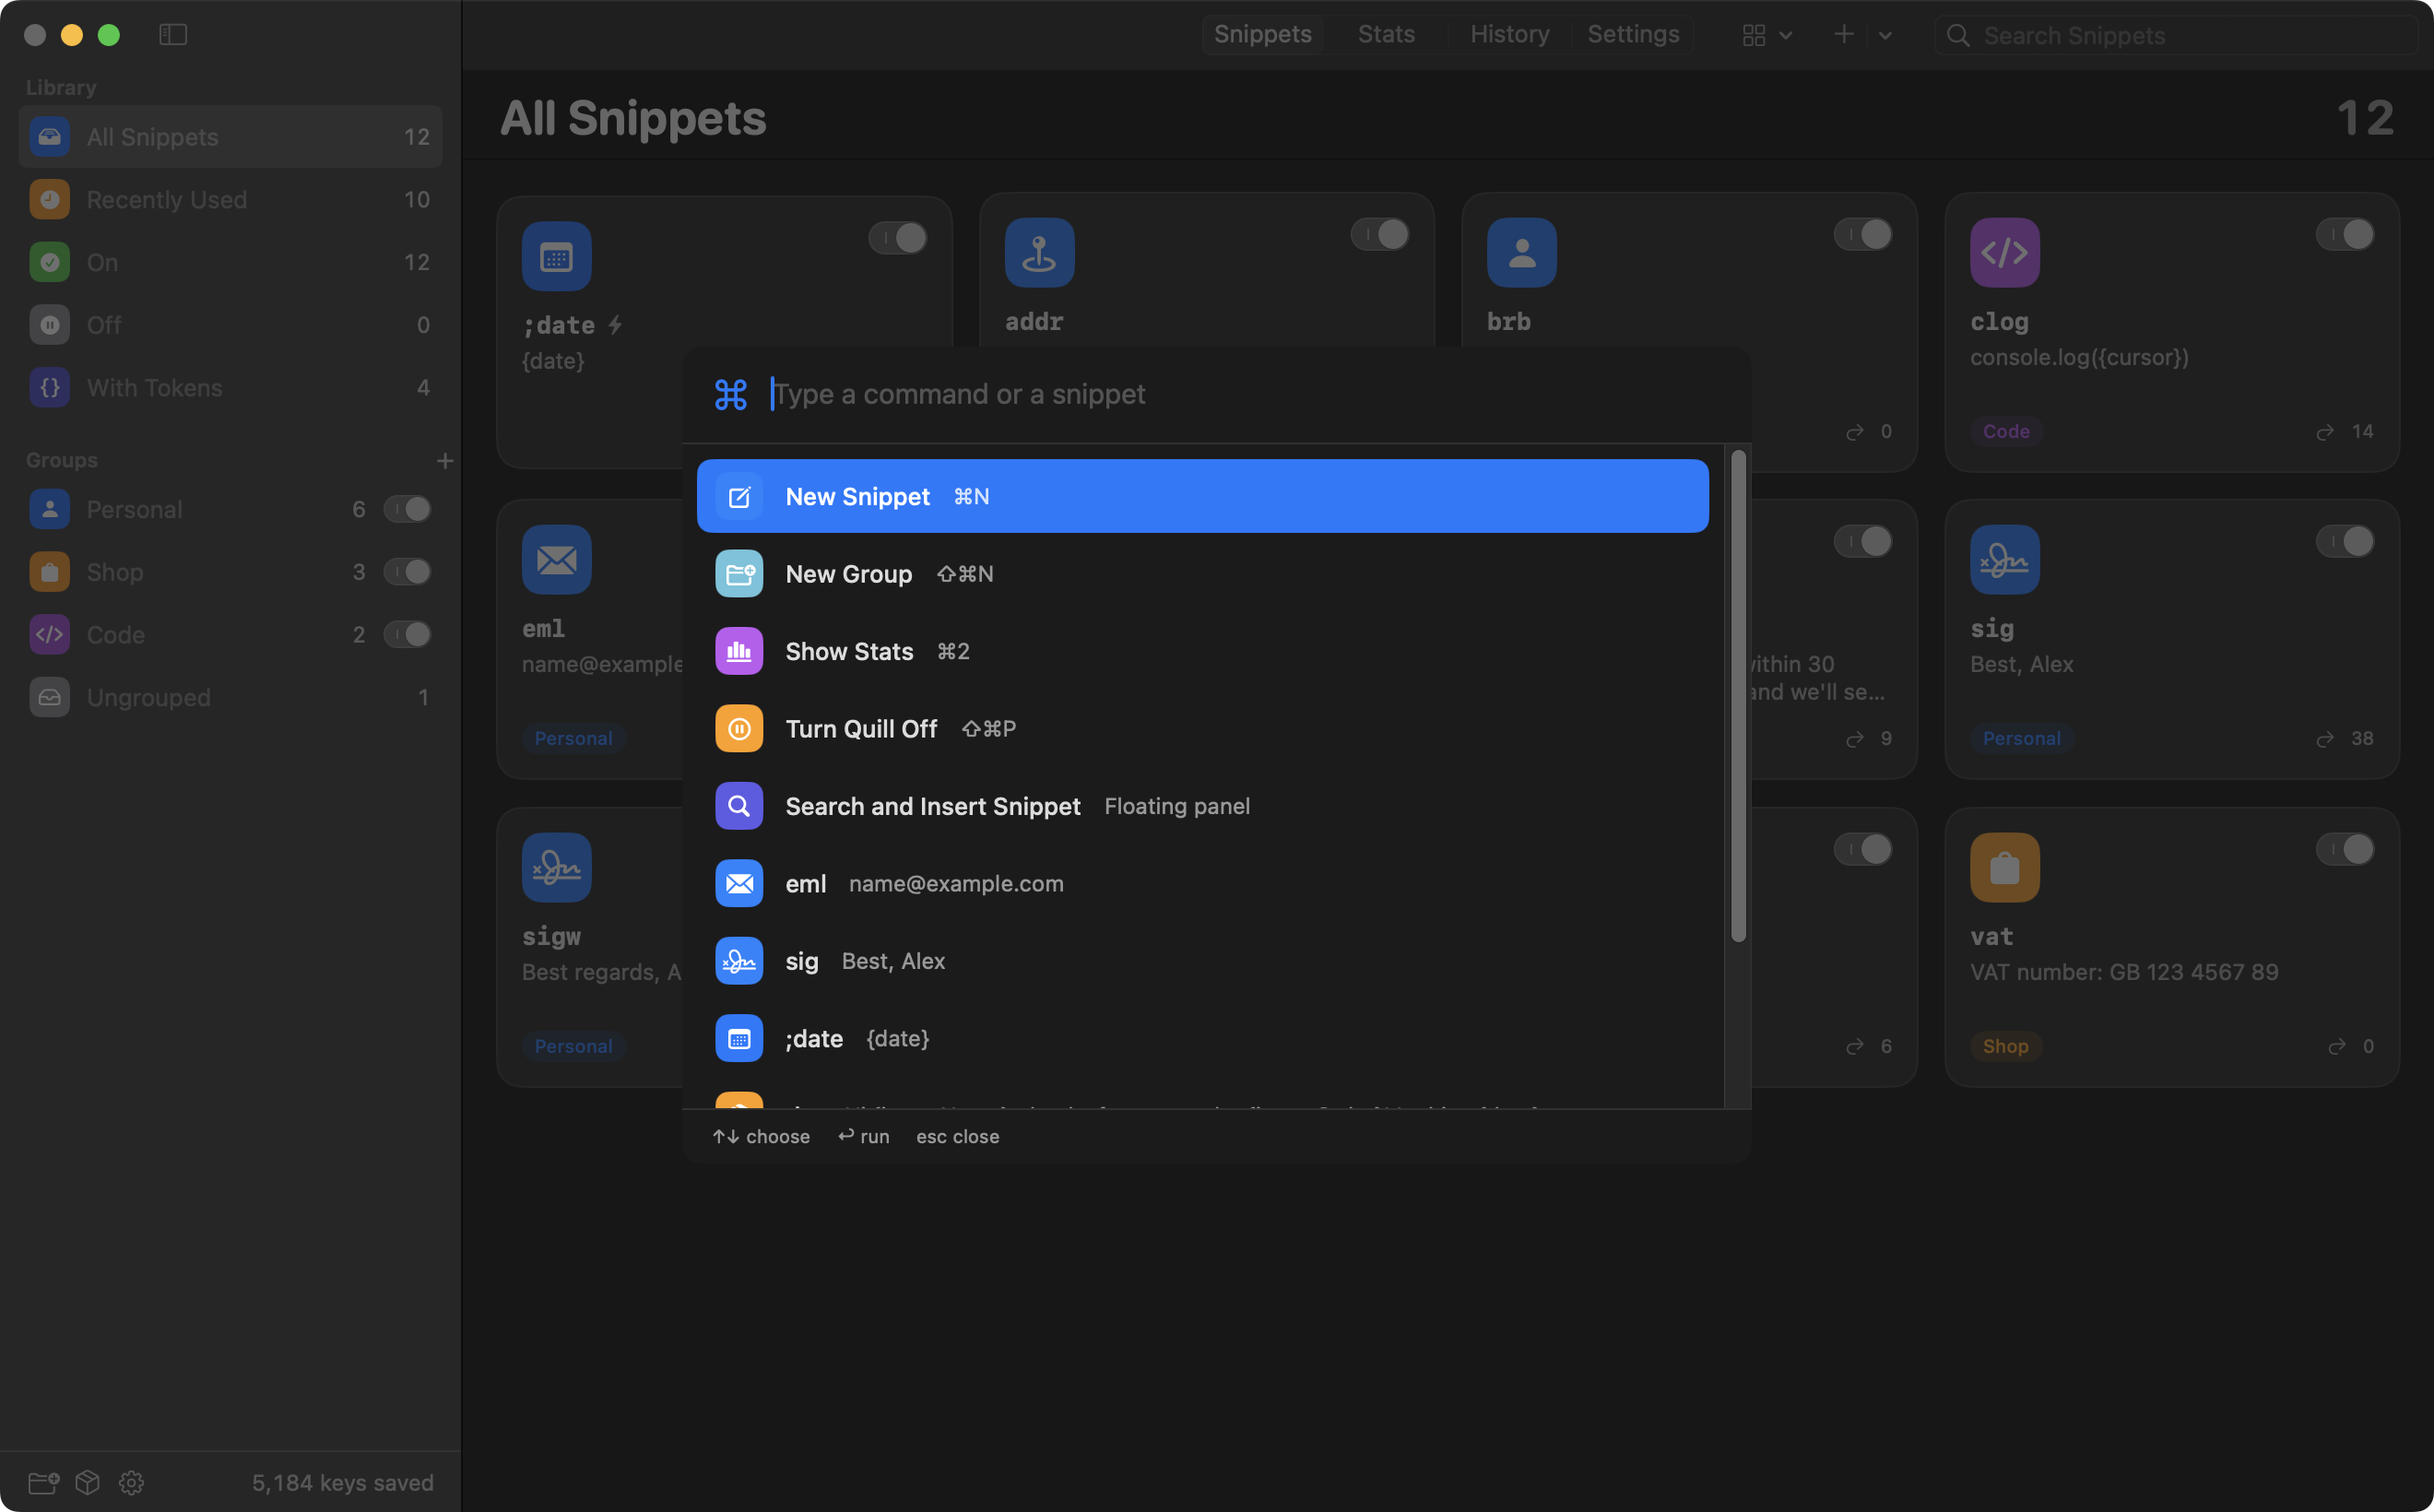 Snippets Stats History Settings Search Snippets
Library
All Snippets 12
Recently Used 10
On 12
Off 0
With Tokens 4
Groups
Personal 6
Shop 3
Code 2
Ungrouped 1
5,184 keys saved
All Snippets 12
;date
{date}
addr
brb
0
clog
console.log({cursor})
Code 14
Type a command or a snippet
New Snippet ⌘N
New Group ⇧⌘N
Show Stats ⌘2
Turn Quill Off ⇧⌘P
Search and Insert Snippet Floating panel
eml name@example.com
sig Best, Alex
;date {date}
↑↓ choose ↩ run esc close
eml
name@example
Personal
within 30
and we'll se...
9
sig
Best, Alex
Personal 38
sigw
Best regards, A
Personal
6
vat
VAT number: GB 123 4567 89
Shop 0